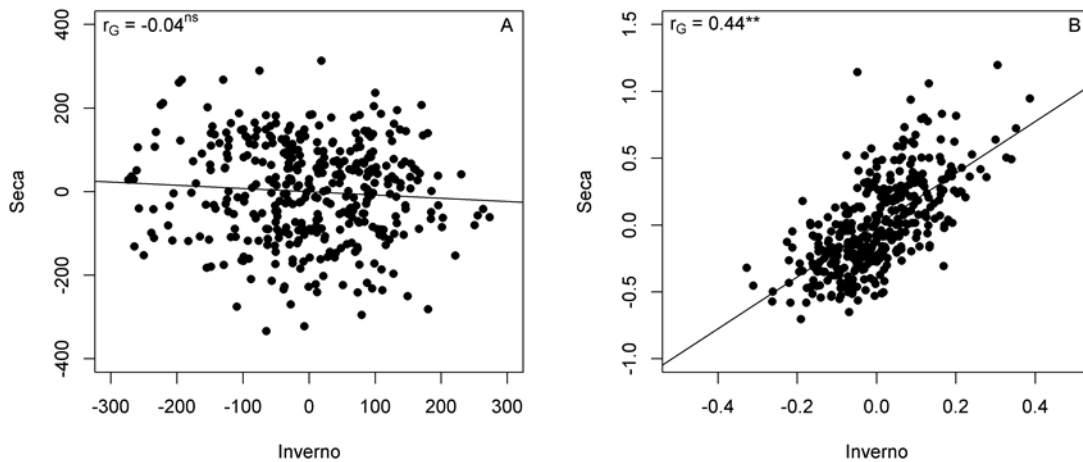 r_G = -0.04^ns
A
400
200
0
-200
-400
Seca
-300 -200 -100 0 100 200 300
Inverno
r_G = 0.44**
B
1.5
1.0
0.5
0.0
-0.5
-1.0
Seca
-0.4 -0.2 0.0 0.2 0.4
Inverno